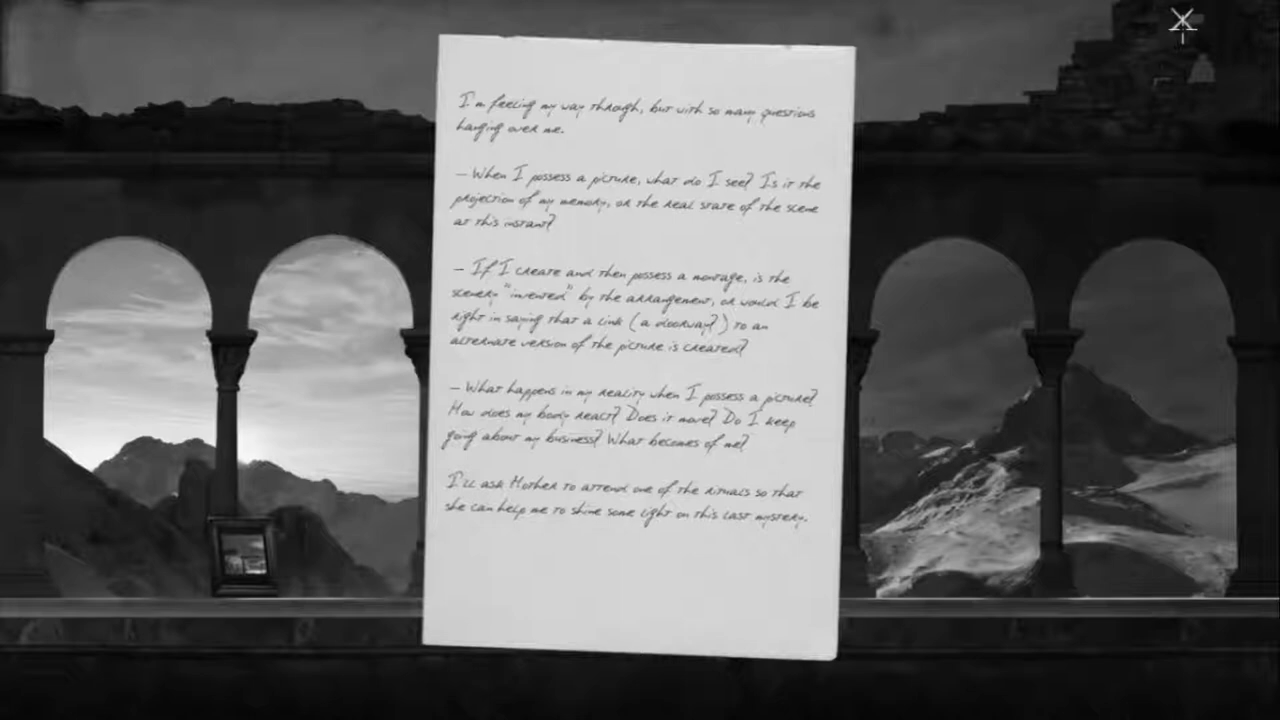 I'm feeling my way through, but with so many questions
hanging over me.
– When I possess a picture, what do I see? Is it the
projection of my memory, or the real state of the scene
at this instant?
– If I create and then possess a montage, is the
scenery "invented" by the arrangement, or would I be
right in saying that a link (a doorway?) to an
alternate version of the picture is created?
– What happens in my reality when I possess a picture?
How does my body react? Does it move? Do I keep
going about my business? What becomes of me?
I'll ask Mother to attend one of the rituals so that
she can help me to shine some light on this last mystery.